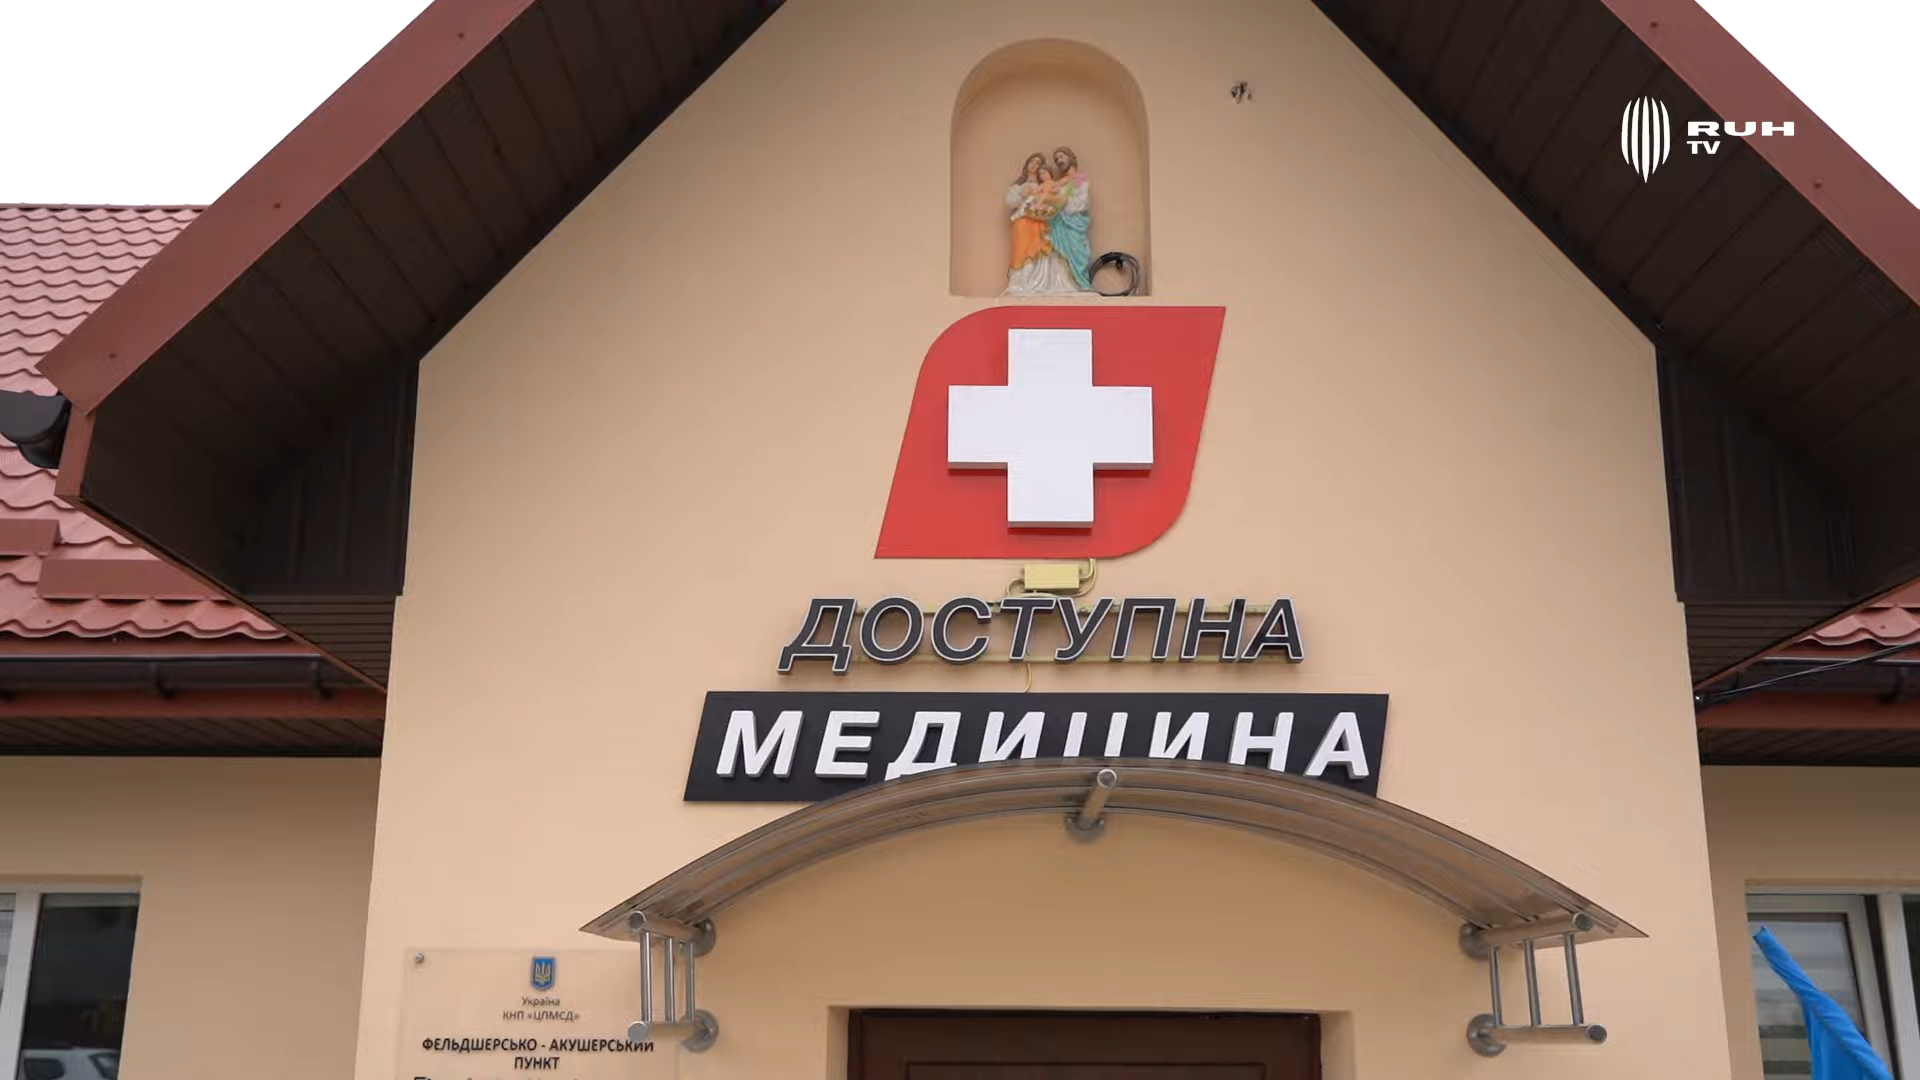 RUH
TV
ДОСТУПНА
МЕДИЦИНА
Україна
КНП «ЦПМСД»
ФЕЛЬДШЕРСЬКО - АКУШЕРСЬКИЙ
ПУНКТ